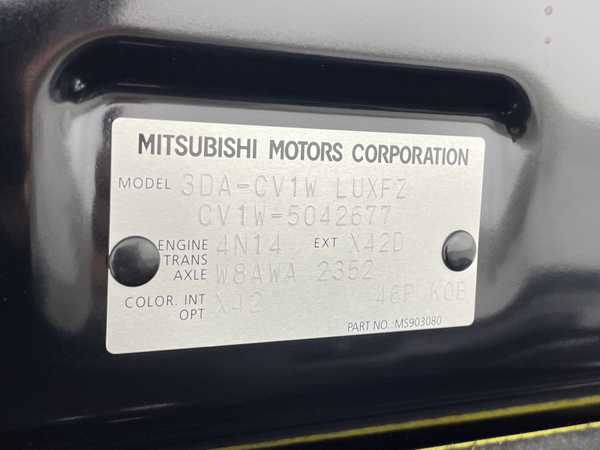 MITSUBISHI MOTORS CORPORATION
MODEL 3DA-CV1W LUXFZ
CV1W-5042677
ENGINE 4N14 EXT X42D
TRANS
AXLE W8AWA 2352
COLOR. INT X42 46P K0B
OPT
PART NO.: MS903080